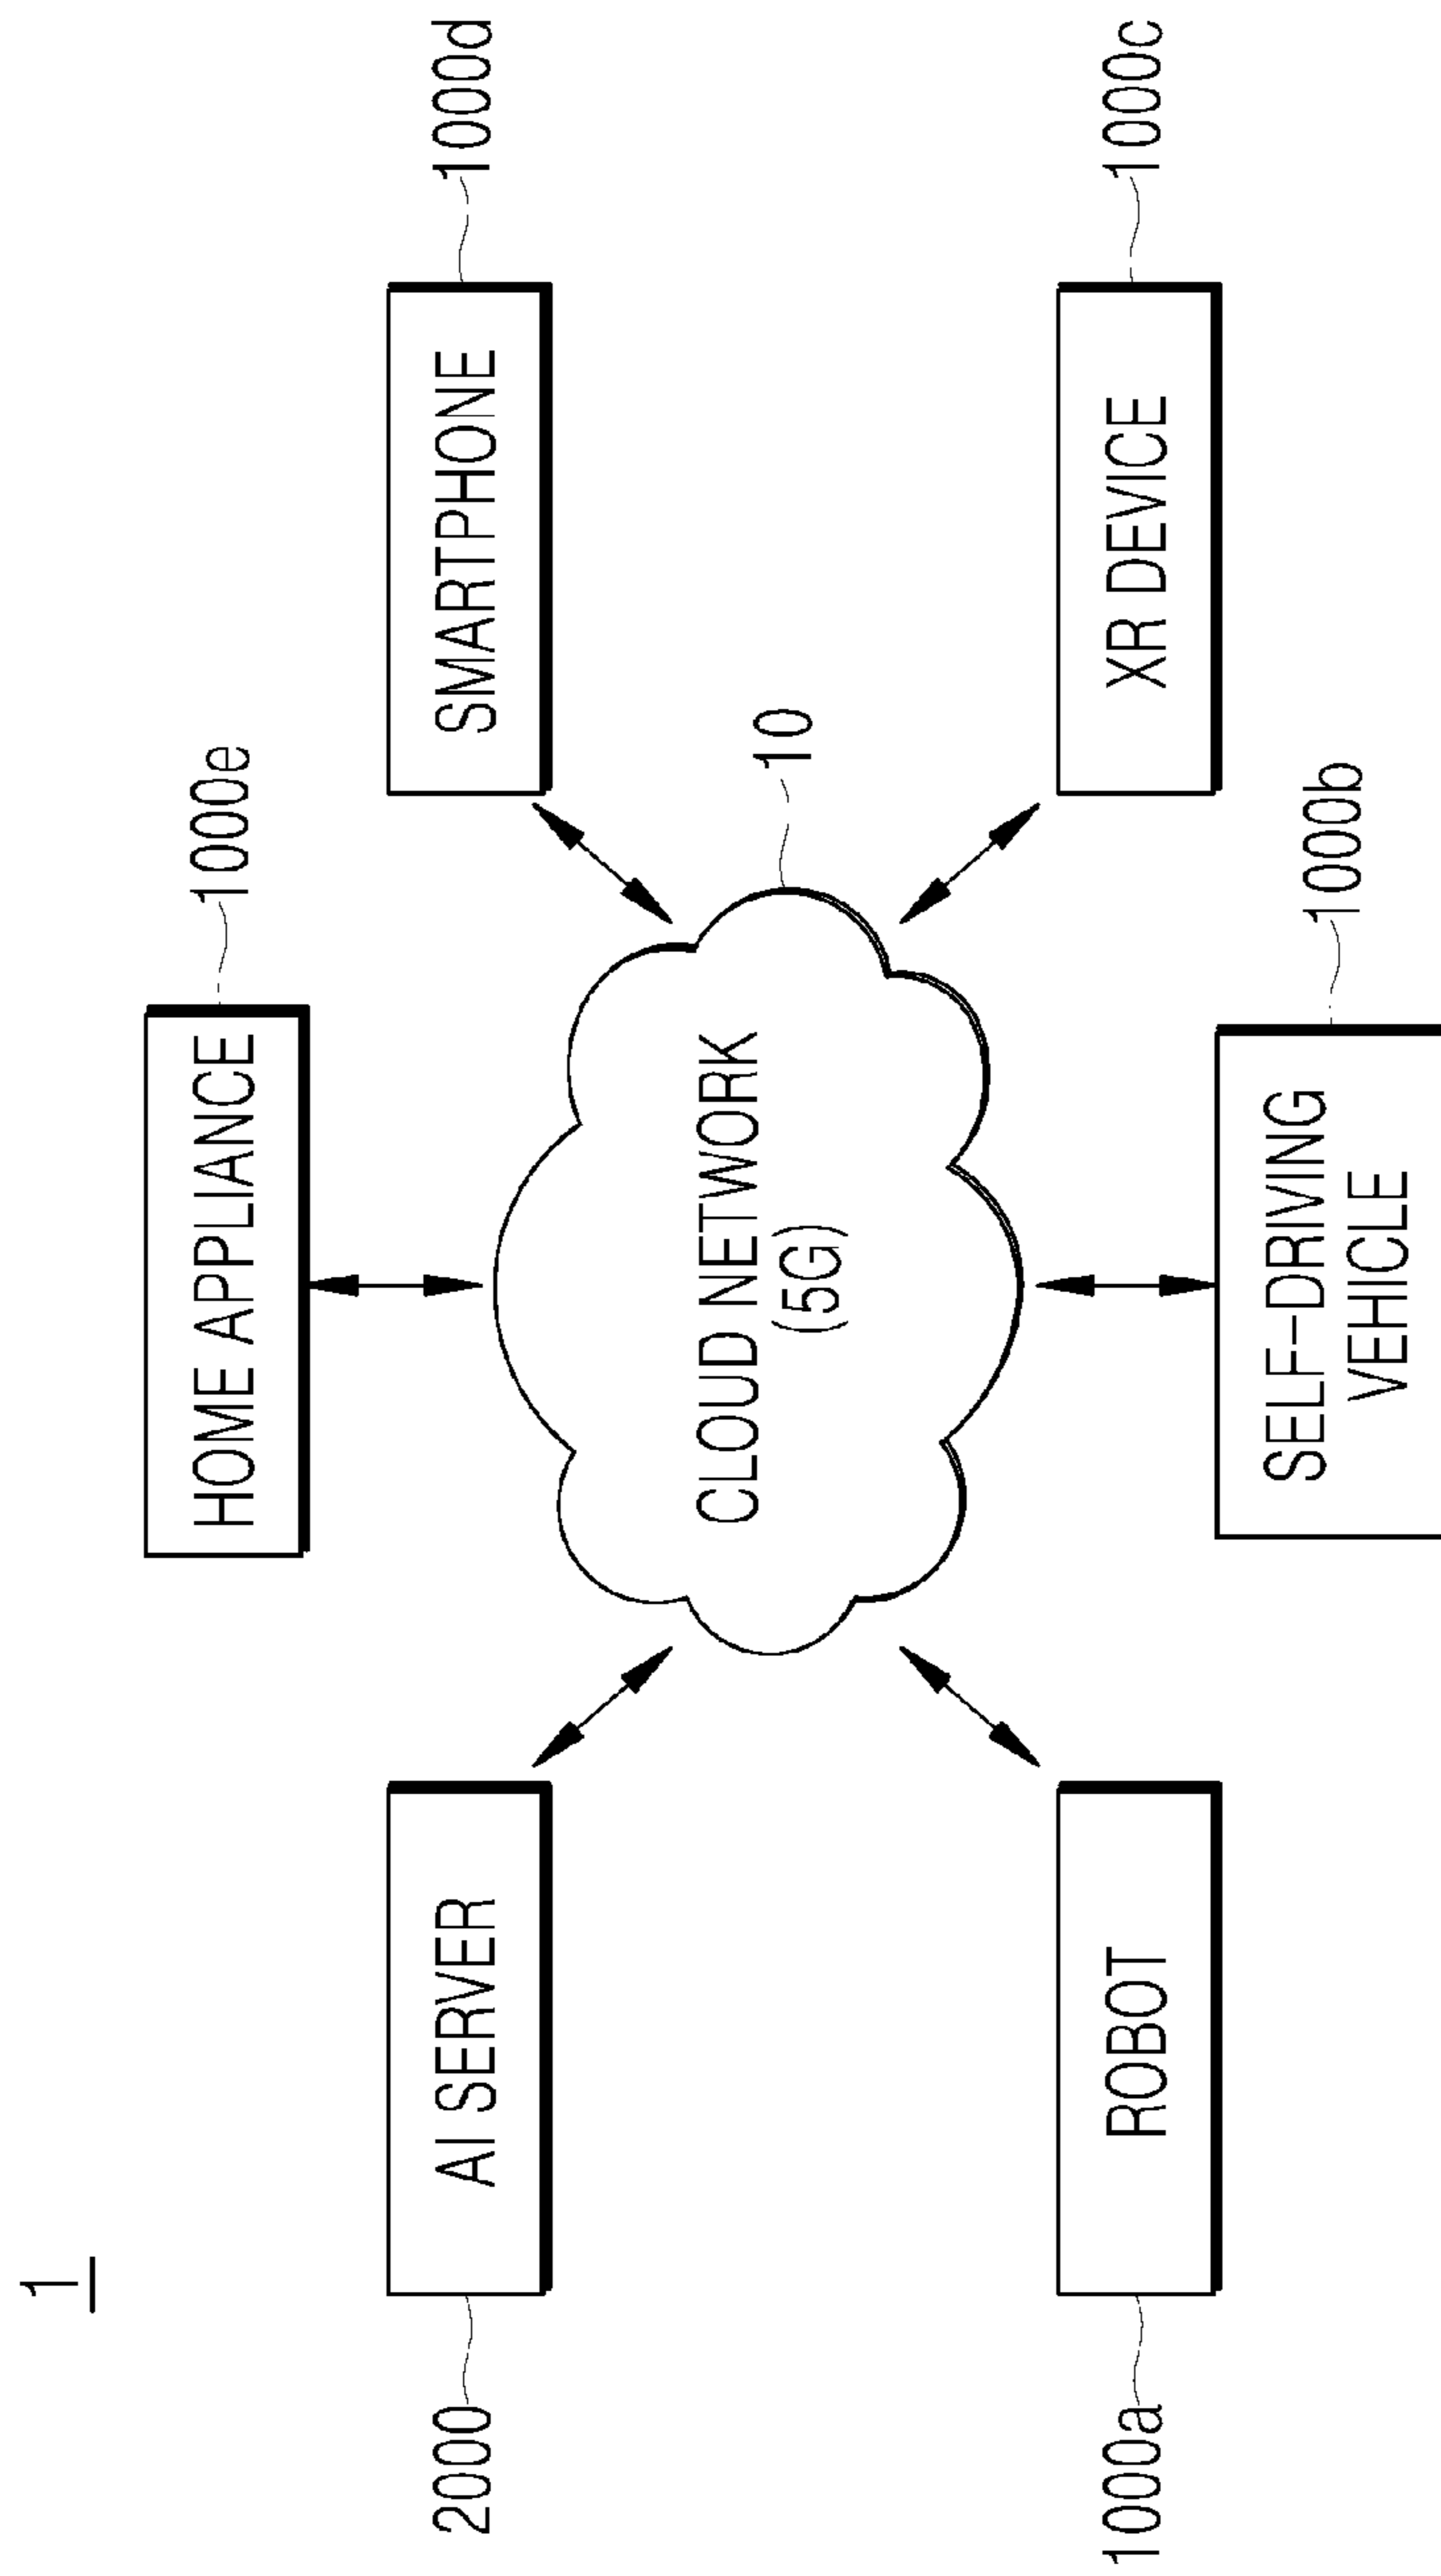 1
HOME APPLIANCE
1000e
2000
AI SERVER
SMARTPHONE
1000d
10
CLOUD NETWORK
(5G)
1000a
ROBOT
XR DEVICE
1000c
SELF-DRIVING
VEHICLE
1000b